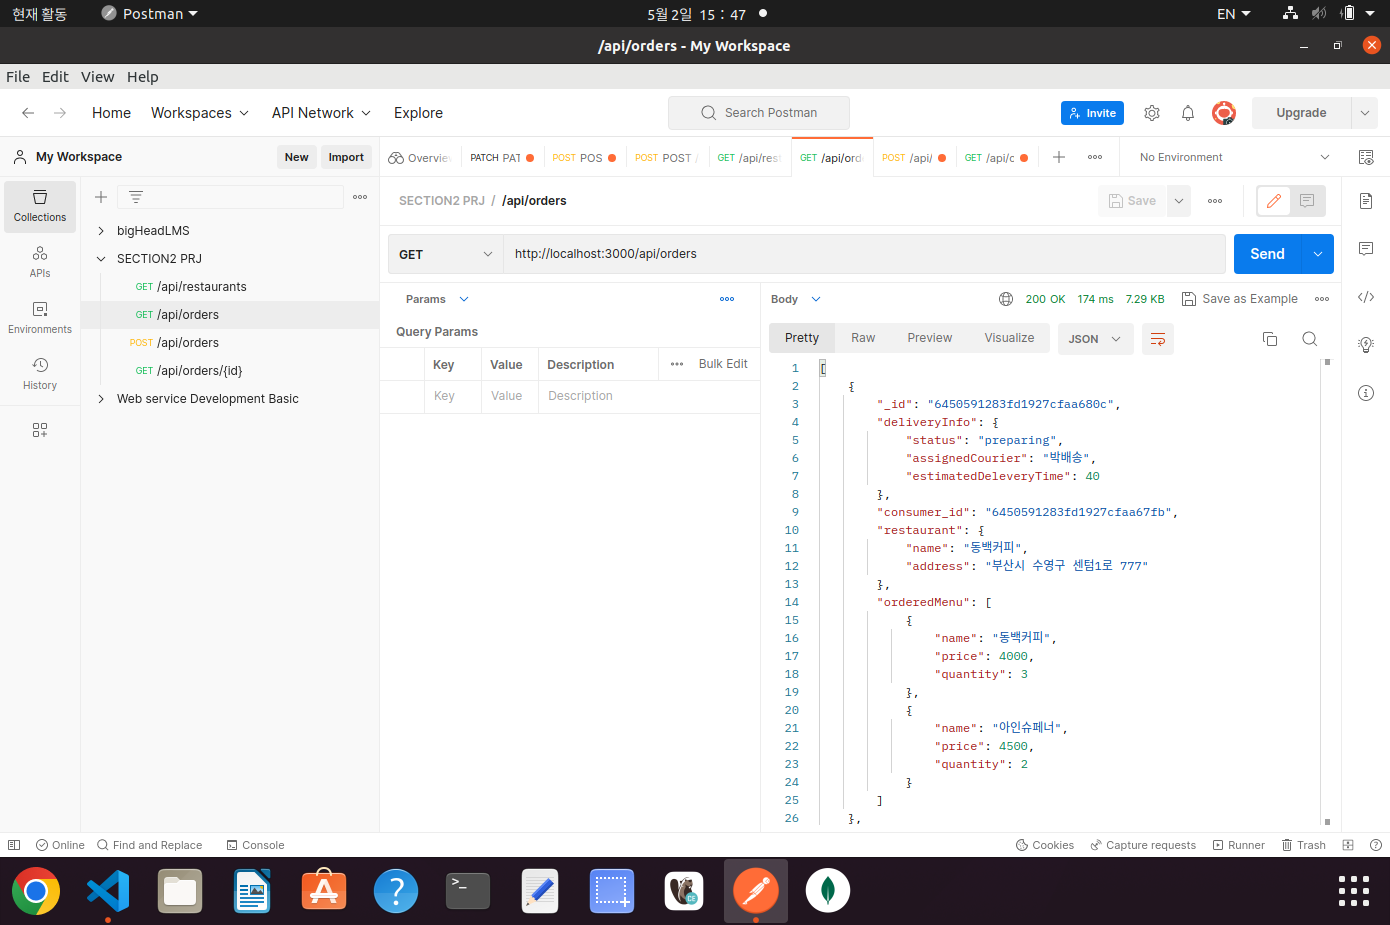 현재 활동 Postman 5월 2일 15 : 47 EN
/api/orders - My Workspace
File Edit View Help
Home Workspaces API Network Explore Search Postman Invite Upgrade
My Workspace New Import Overview PATCH PAT POST POS POST POST / GET /api/rest GET /api/orde POST /api/ GET /api/c No Environment
Collections
APIs
Environments
History
bigHeadLMS
SECTION2 PRJ
GET /api/restaurants
GET /api/orders
POST /api/orders
GET /api/orders/{id}
Web service Development Basic
SECTION2 PRJ / /api/orders Save
GET http://localhost:3000/api/orders Send
Params
Query Params
Key Value Description Bulk Edit
Key Value Description
Body 200 OK 174 ms 7.29 KB Save as Example
Pretty Raw Preview Visualize JSON
1 [
2 {
3 "_id": "6450591283fd1927cfaa680c",
4 "deliveryInfo": {
5 "status": "preparing",
6 "assignedCourier": "박배송",
7 "estimatedDeleveryTime": 40
8 },
9 "consumer_id": "6450591283fd1927cfaa67fb",
10 "restaurant": {
11 "name": "동백커피",
12 "address": "부산시 수영구 센텀1로 777"
13 },
14 "orderedMenu": [
15 {
16 "name": "동백커피",
17 "price": 4000,
18 "quantity": 3
19 },
20 {
21 "name": "아인슈페너",
22 "price": 4500,
23 "quantity": 2
24 }
25 ]
26 },
Online Find and Replace Console Cookies Capture requests Runner Trash